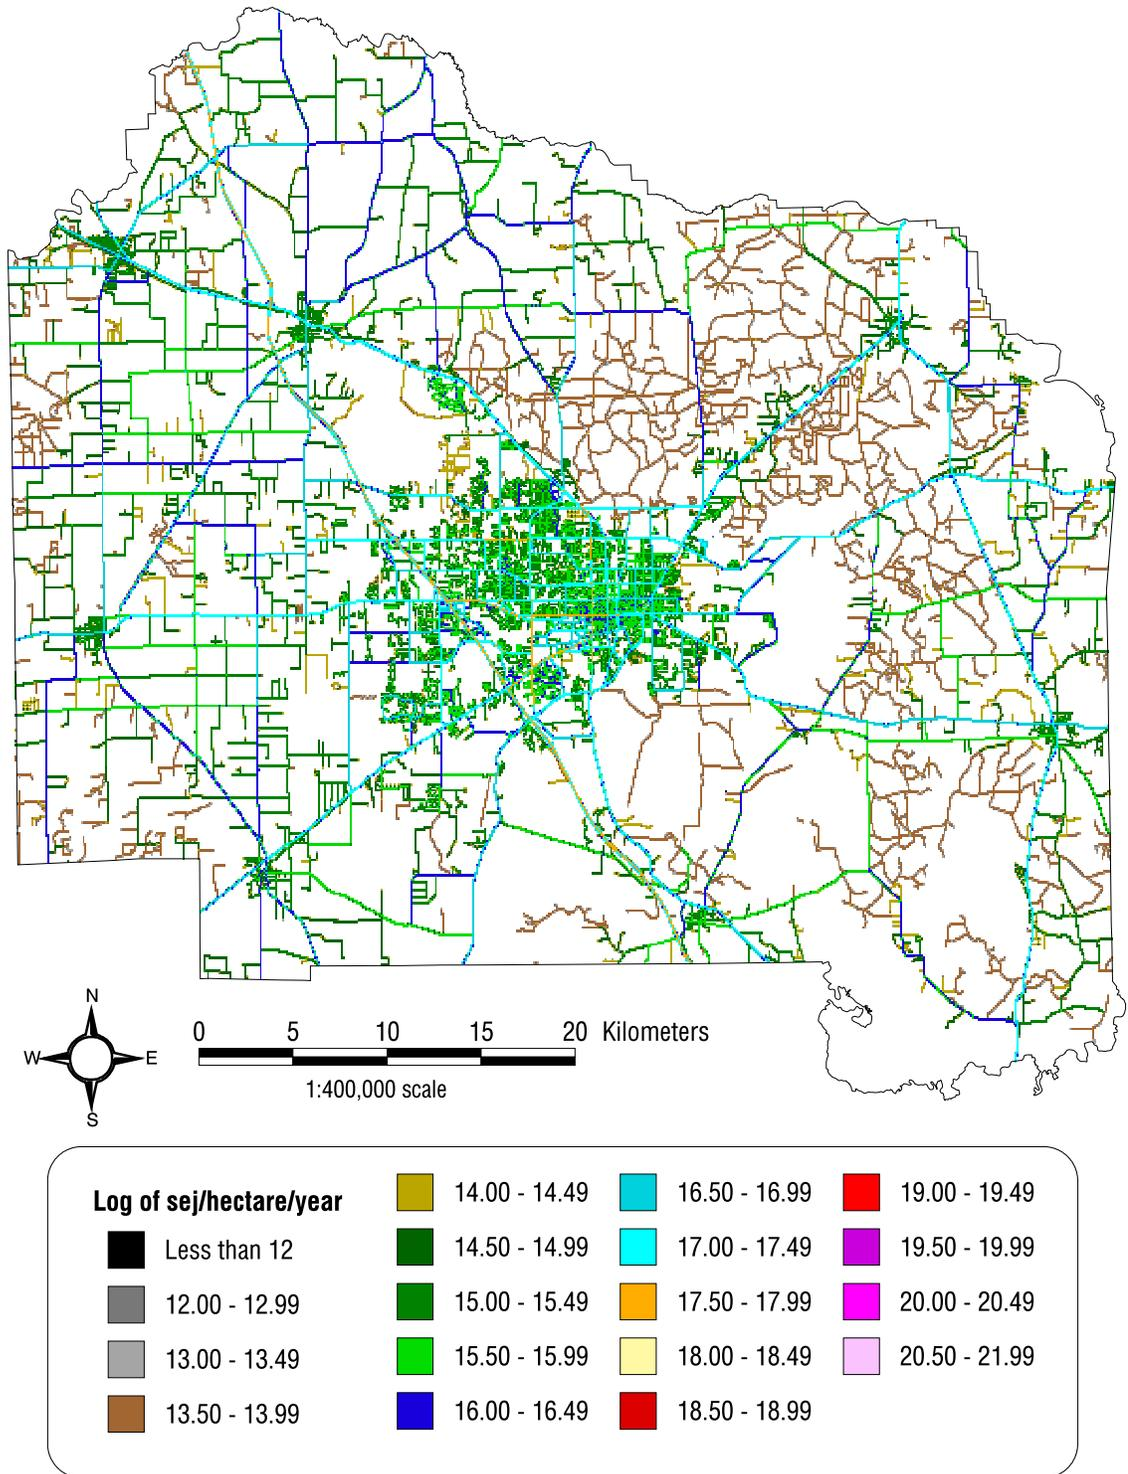 N
W E
S
0 5 10 15 20 Kilometers
1:400,000 scale
Log of sej/hectare/year
Less than 12
12.00 - 12.99
13.00 - 13.49
13.50 - 13.99
14.00 - 14.49
14.50 - 14.99
15.00 - 15.49
15.50 - 15.99
16.00 - 16.49
16.50 - 16.99
17.00 - 17.49
17.50 - 17.99
18.00 - 18.49
18.50 - 18.99
19.00 - 19.49
19.50 - 19.99
20.00 - 20.49
20.50 - 21.99